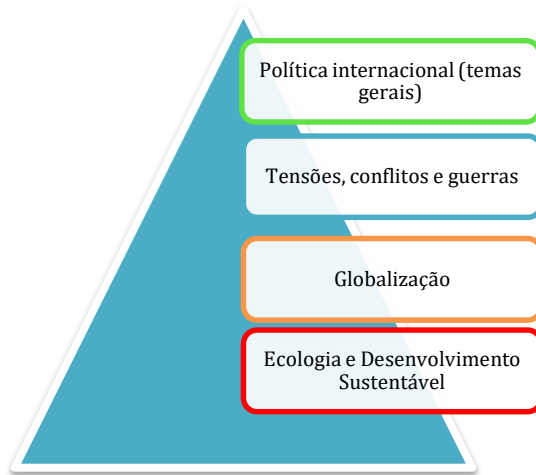 Política internacional (temas
gerais)
Tensões, conflitos e guerras
Globalização
Ecologia e Desenvolvimento
Sustentável